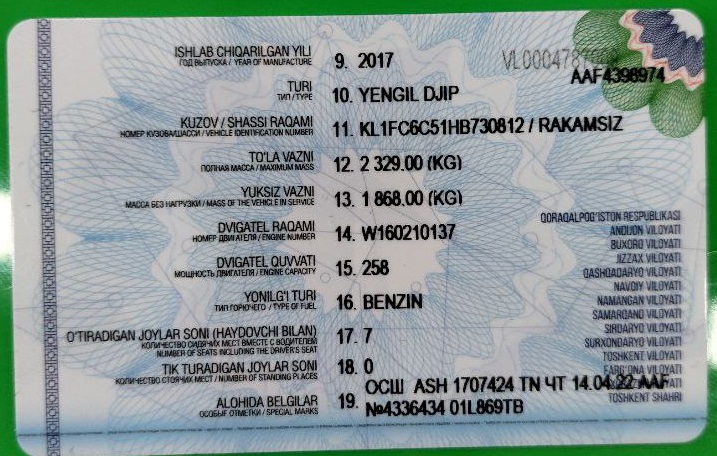 ISHLAB CHIQARILGAN YILI
ГОД ВЫПУСКА / YEAR OF MANUFACTURE
9. 2017
AAF4398974
TURI
ТИП / TYPE
10. YENGIL DJIP
KUZOV / SHASSI RAQAMI
НОМЕР КУЗОВА/ШАССИ / VEHICLE IDENTIFICATION NUMBER
11. KL1FC6C51HB730812 / RAKAMSIZ
TO'LA VAZNI
ПОЛНАЯ МАССА / MAXIMUM MASS
12. 2 329.00 (KG)
YUKSIZ VAZNI
МАССА БЕЗ НАГРУЗКИ / MASS OF THE VEHICLE IN SERVICE
13. 1 868.00 (KG)
DVIGATEL RAQAMI
НОМЕР ДВИГАТЕЛЯ / ENGINE NUMBER
14. W160210137
DVIGATEL QUVVATI
МОЩНОСТЬ ДВИГАТЕЛЯ / ENGINE CAPACITY
15. 258
YONILG'I TURI
ТИП ГОРЮЧЕГО / TYPE OF FUEL
16. BENZIN
O'TIRADIGAN JOYLAR SONI (HAYDOVCHI BILAN)
КОЛИЧЕСТВО СИДЯЧИХ МЕСТ ВМЕСТЕ С ВОДИТЕЛЕМ
NUMBER OF SEATS INCLUDING THE DRIVER'S SEAT
17. 7
TIK TURADIGAN JOYLAR SONI
КОЛИЧЕСТВО СТОЯЧИХ МЕСТ / NUMBER OF STANDING PLACES
18. 0
ALOHIDA BELGILAR
ОСОБЫЕ ОТМЕТКИ / SPECIAL MARKS
19. ОСШ ASH 1707424 TN ЧТ 14.04.22 AAF
№4336434 01L869TB
QORAQALPOG'ISTON RESPUBLIKASI
ANDIJON VILOYATI
BUXORO VILOYATI
JIZZAX VILOYATI
QASHQADARYO VILOYATI
NAVOIY VILOYATI
NAMANGAN VILOYATI
SAMARQAND VILOYATI
SIRDARYO VILOYATI
SURXONDARYO VILOYATI
TOSHKENT VILOYATI
FARG'ONA VILOYATI
VILOYATI
TOSHKENT SHAHRI